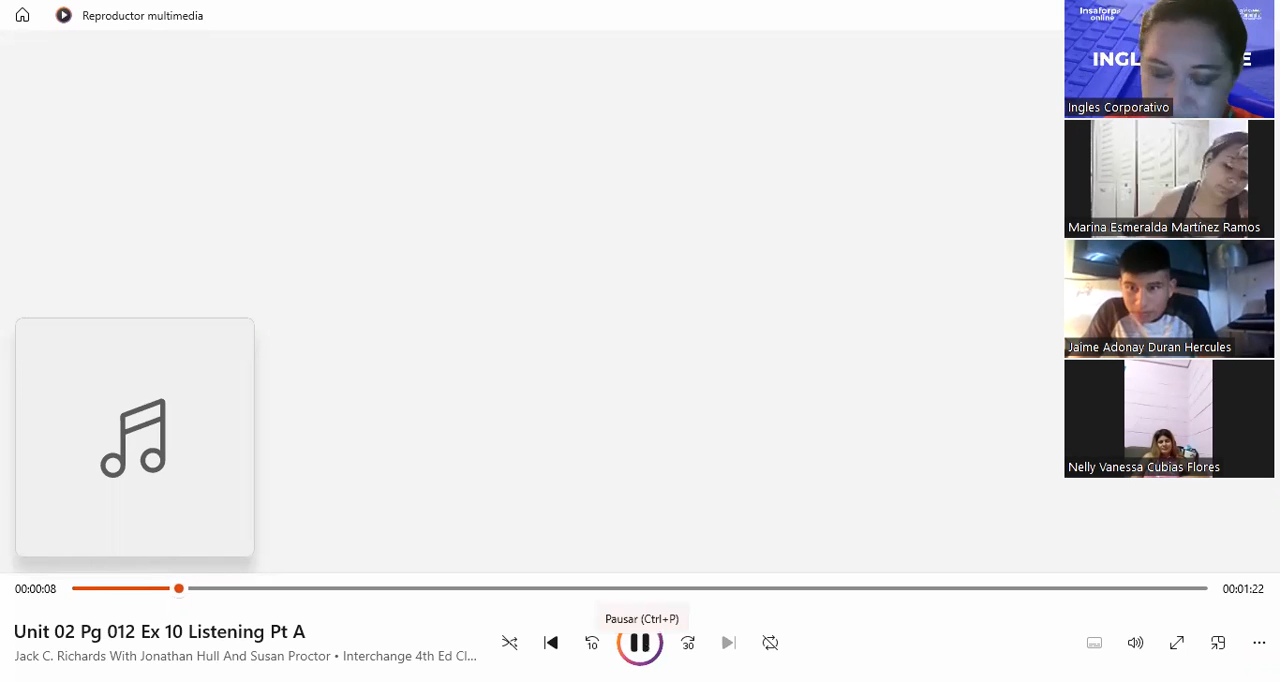 Reproductor multimedia
Insaforp
online
INGL
E
Ingles Corporativo
Marina Esmeralda Martínez Ramos
Jaime Adonay Duran Hercules
Nelly Vanessa Cubias Flores
00:00:08
00:01:22
Pausar (Ctrl+P)
Unit 02 Pg 012 Ex 10 Listening Pt A
Jack C. Richards With Jonathan Hull And Susan Proctor • Interchange 4th Ed Cl...
10
30